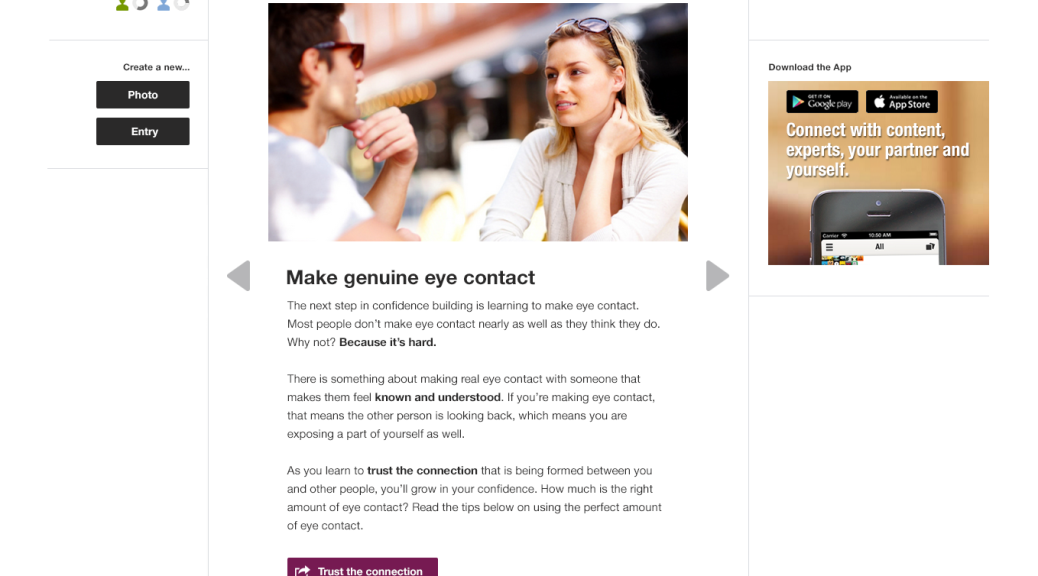 Create a new...
Photo
Entry
Make genuine eye contact
The next step in confidence building is learning to make eye contact.
Most people don’t make eye contact nearly as well as they think they do.
Why not? Because it’s hard.
There is something about making real eye contact with someone that
makes them feel known and understood. If you’re making eye contact,
that means the other person is looking back, which means you are
exposing a part of yourself as well.
As you learn to trust the connection that is being formed between you
and other people, you’ll grow in your confidence. How much is the right
amount of eye contact? Read the tips below on using the perfect amount
of eye contact.
Trust the connection
Download the App
GET IT ON
Google play
Available on the
App Store
Connect with content,
experts, your partner and
yourself.
Carrier 10:50 AM
All